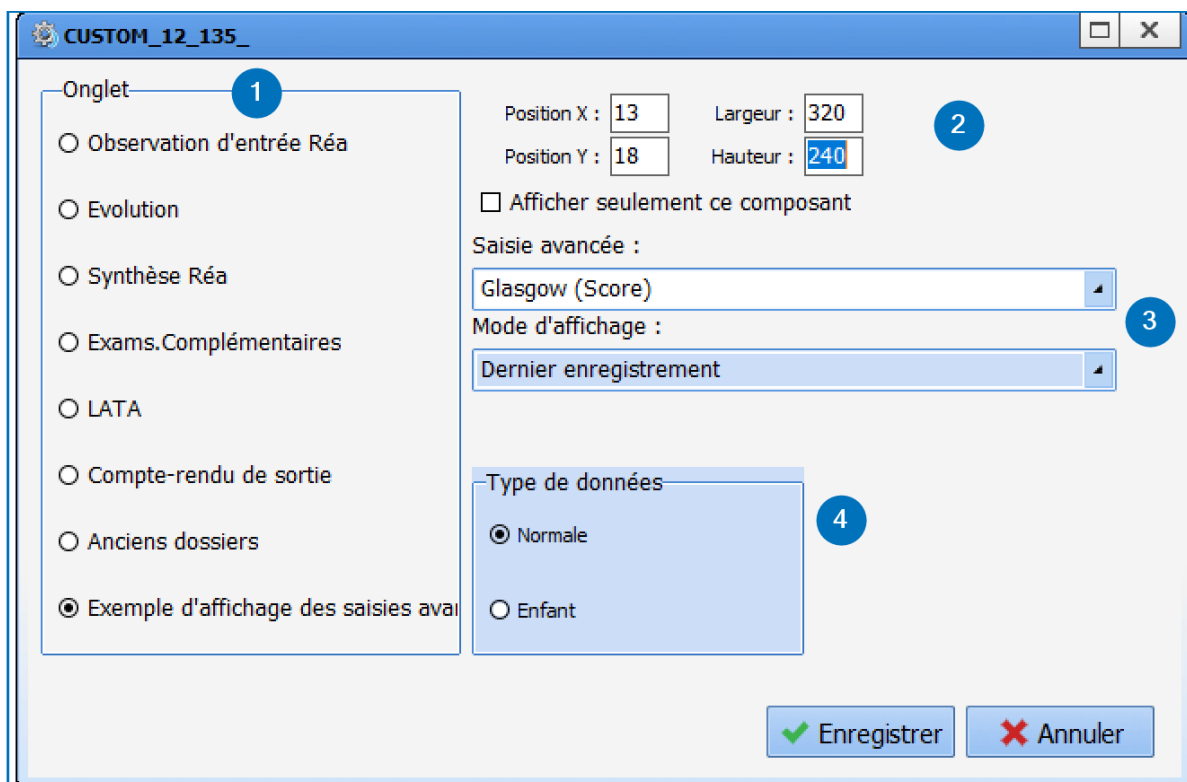 CUSTOM_12_135_
Onglet
1
Observation d'entrée Réa
Evolution
Synthèse Réa
Exams.Complémentaires
LATA
Compte-rendu de sortie
Anciens dossiers
Exemple d'affichage des saisies avai
Position X : 13 Largeur : 320
Position Y : 18 Hauteur : 240
2
Afficher seulement ce composant
Saisie avancée :
Glasgow (Score)
Mode d'affichage :
3
Dernier enregistrement
Type de données
4
Normale
Enfant
Enregistrer Annuler